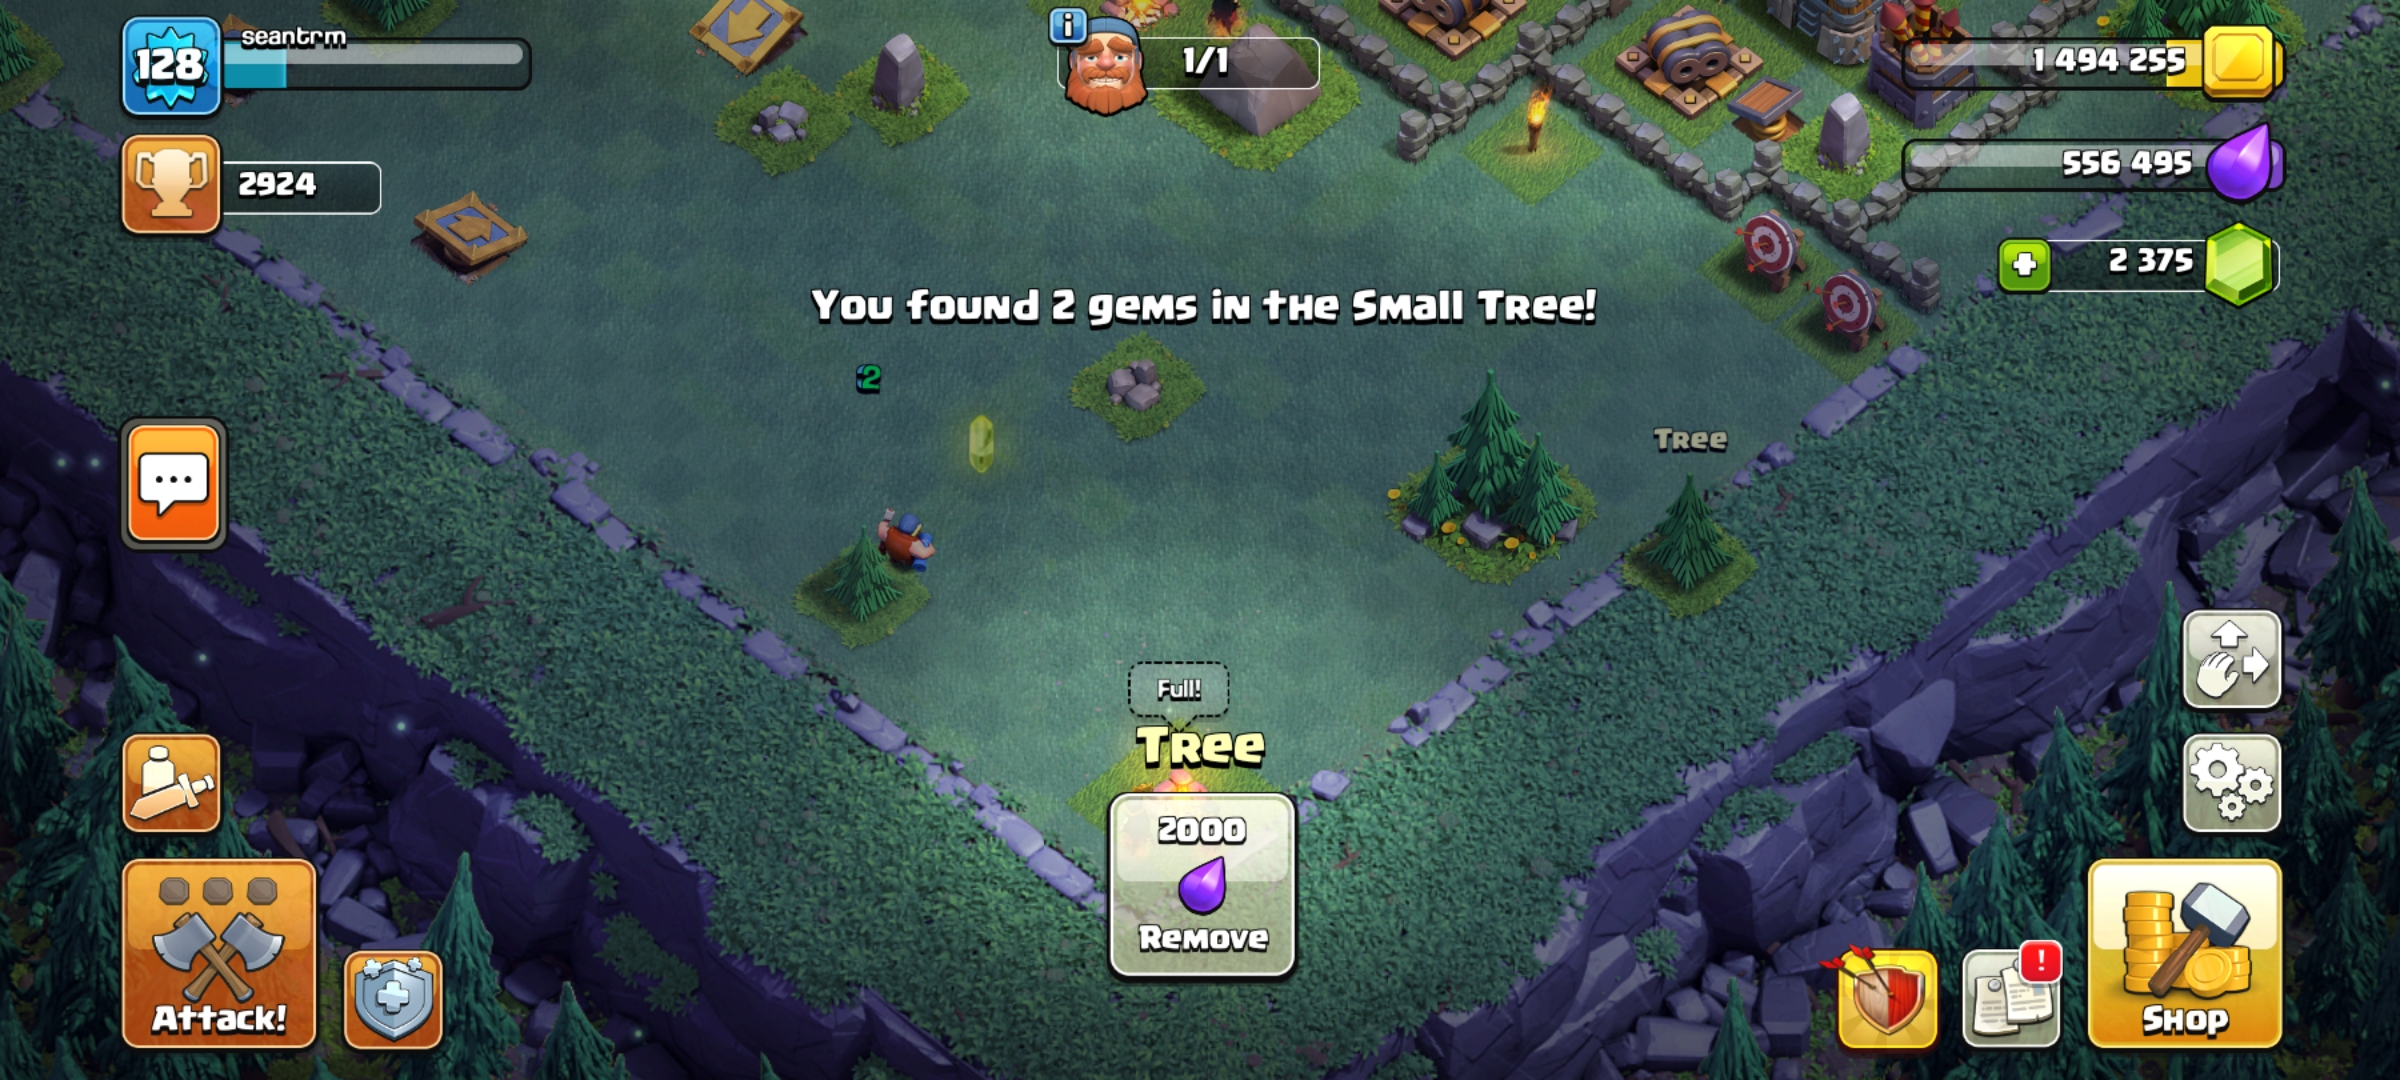 128
seantrm
i
1/1
1 494 255
2924
556 495
2 375
You found 2 gems in the Small Tree!
2
Tree
Full!
Tree
2000
Remove
Attack!
!
Shop